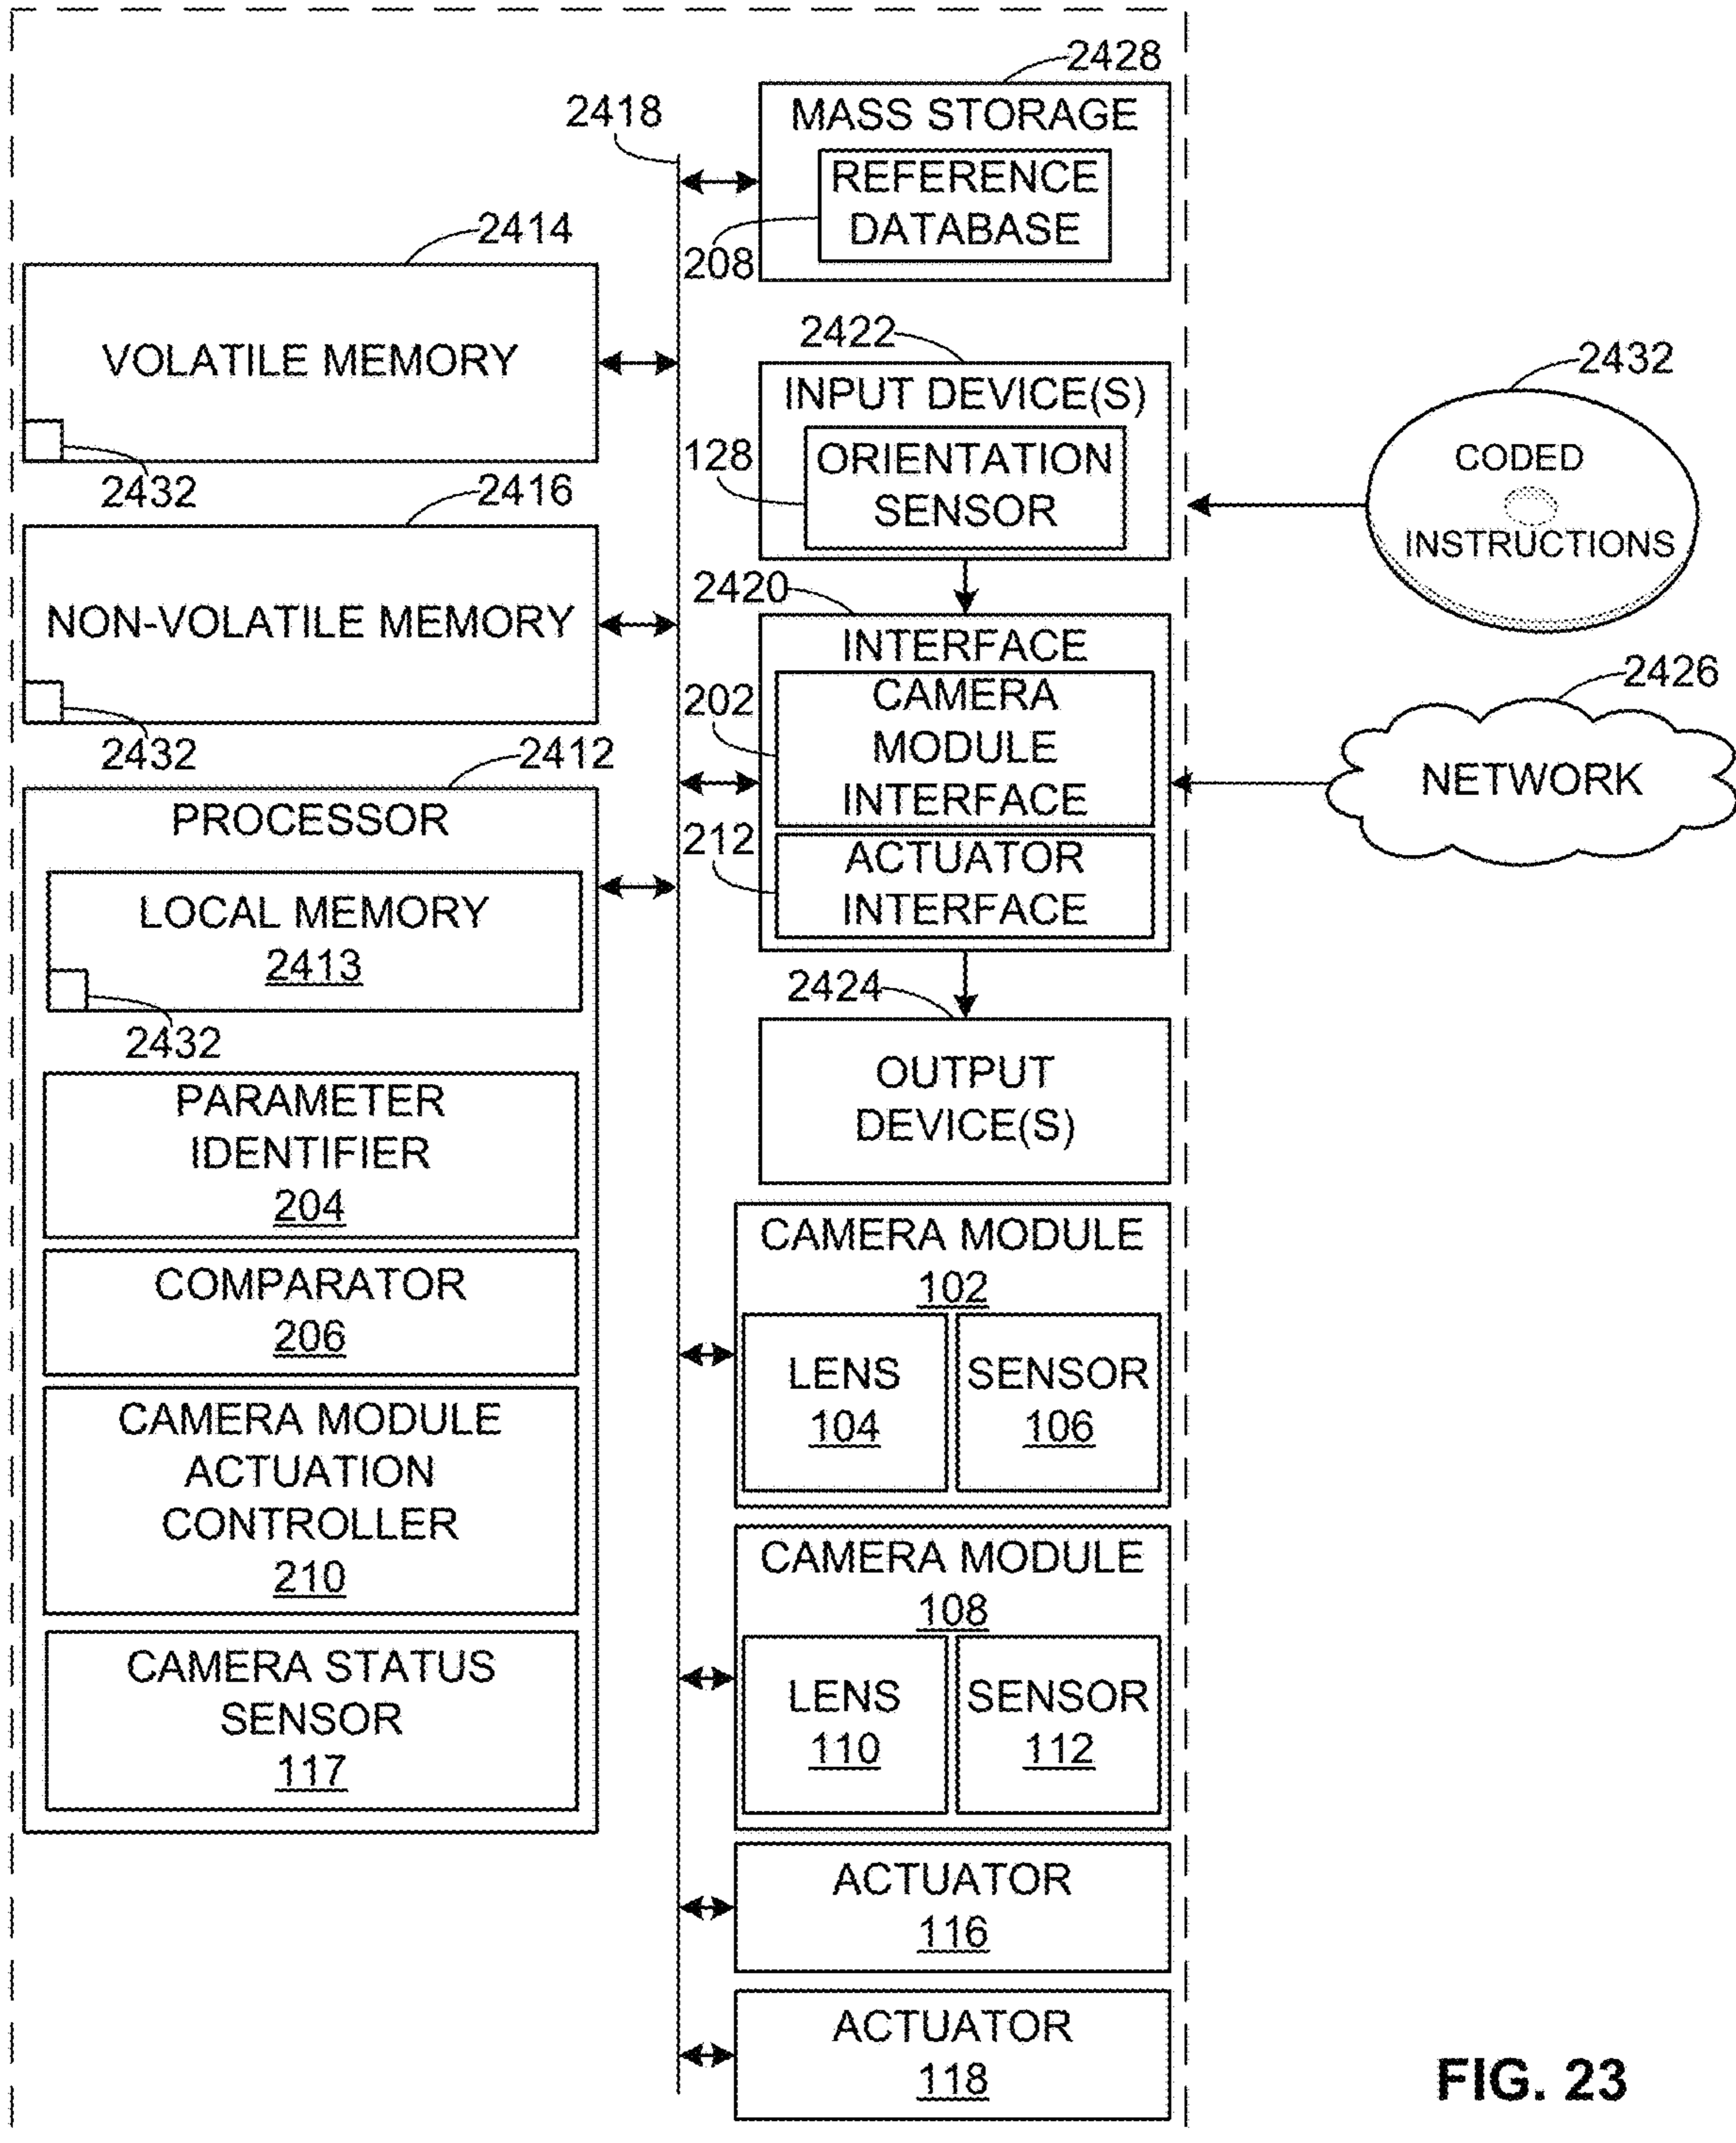 2428
MASS STORAGE
REFERENCE
DATABASE
208
2418
2414
VOLATILE MEMORY
2432
2422
INPUT DEVICE(S)
128
ORIENTATION
SENSOR
2432
CODED
INSTRUCTIONS
2416
NON-VOLATILE MEMORY
2432
2420
INTERFACE
202
CAMERA
MODULE
INTERFACE
212
ACTUATOR
INTERFACE
2426
NETWORK
2412
PROCESSOR
LOCAL MEMORY
2413
2432
PARAMETER
IDENTIFIER
204
COMPARATOR
206
CAMERA MODULE
ACTUATION
CONTROLLER
210
CAMERA STATUS
SENSOR
117
2424
OUTPUT
DEVICE(S)
CAMERA MODULE
102
LENS
104
SENSOR
106
CAMERA MODULE
108
LENS
110
SENSOR
112
ACTUATOR
116
ACTUATOR
118
FIG. 23